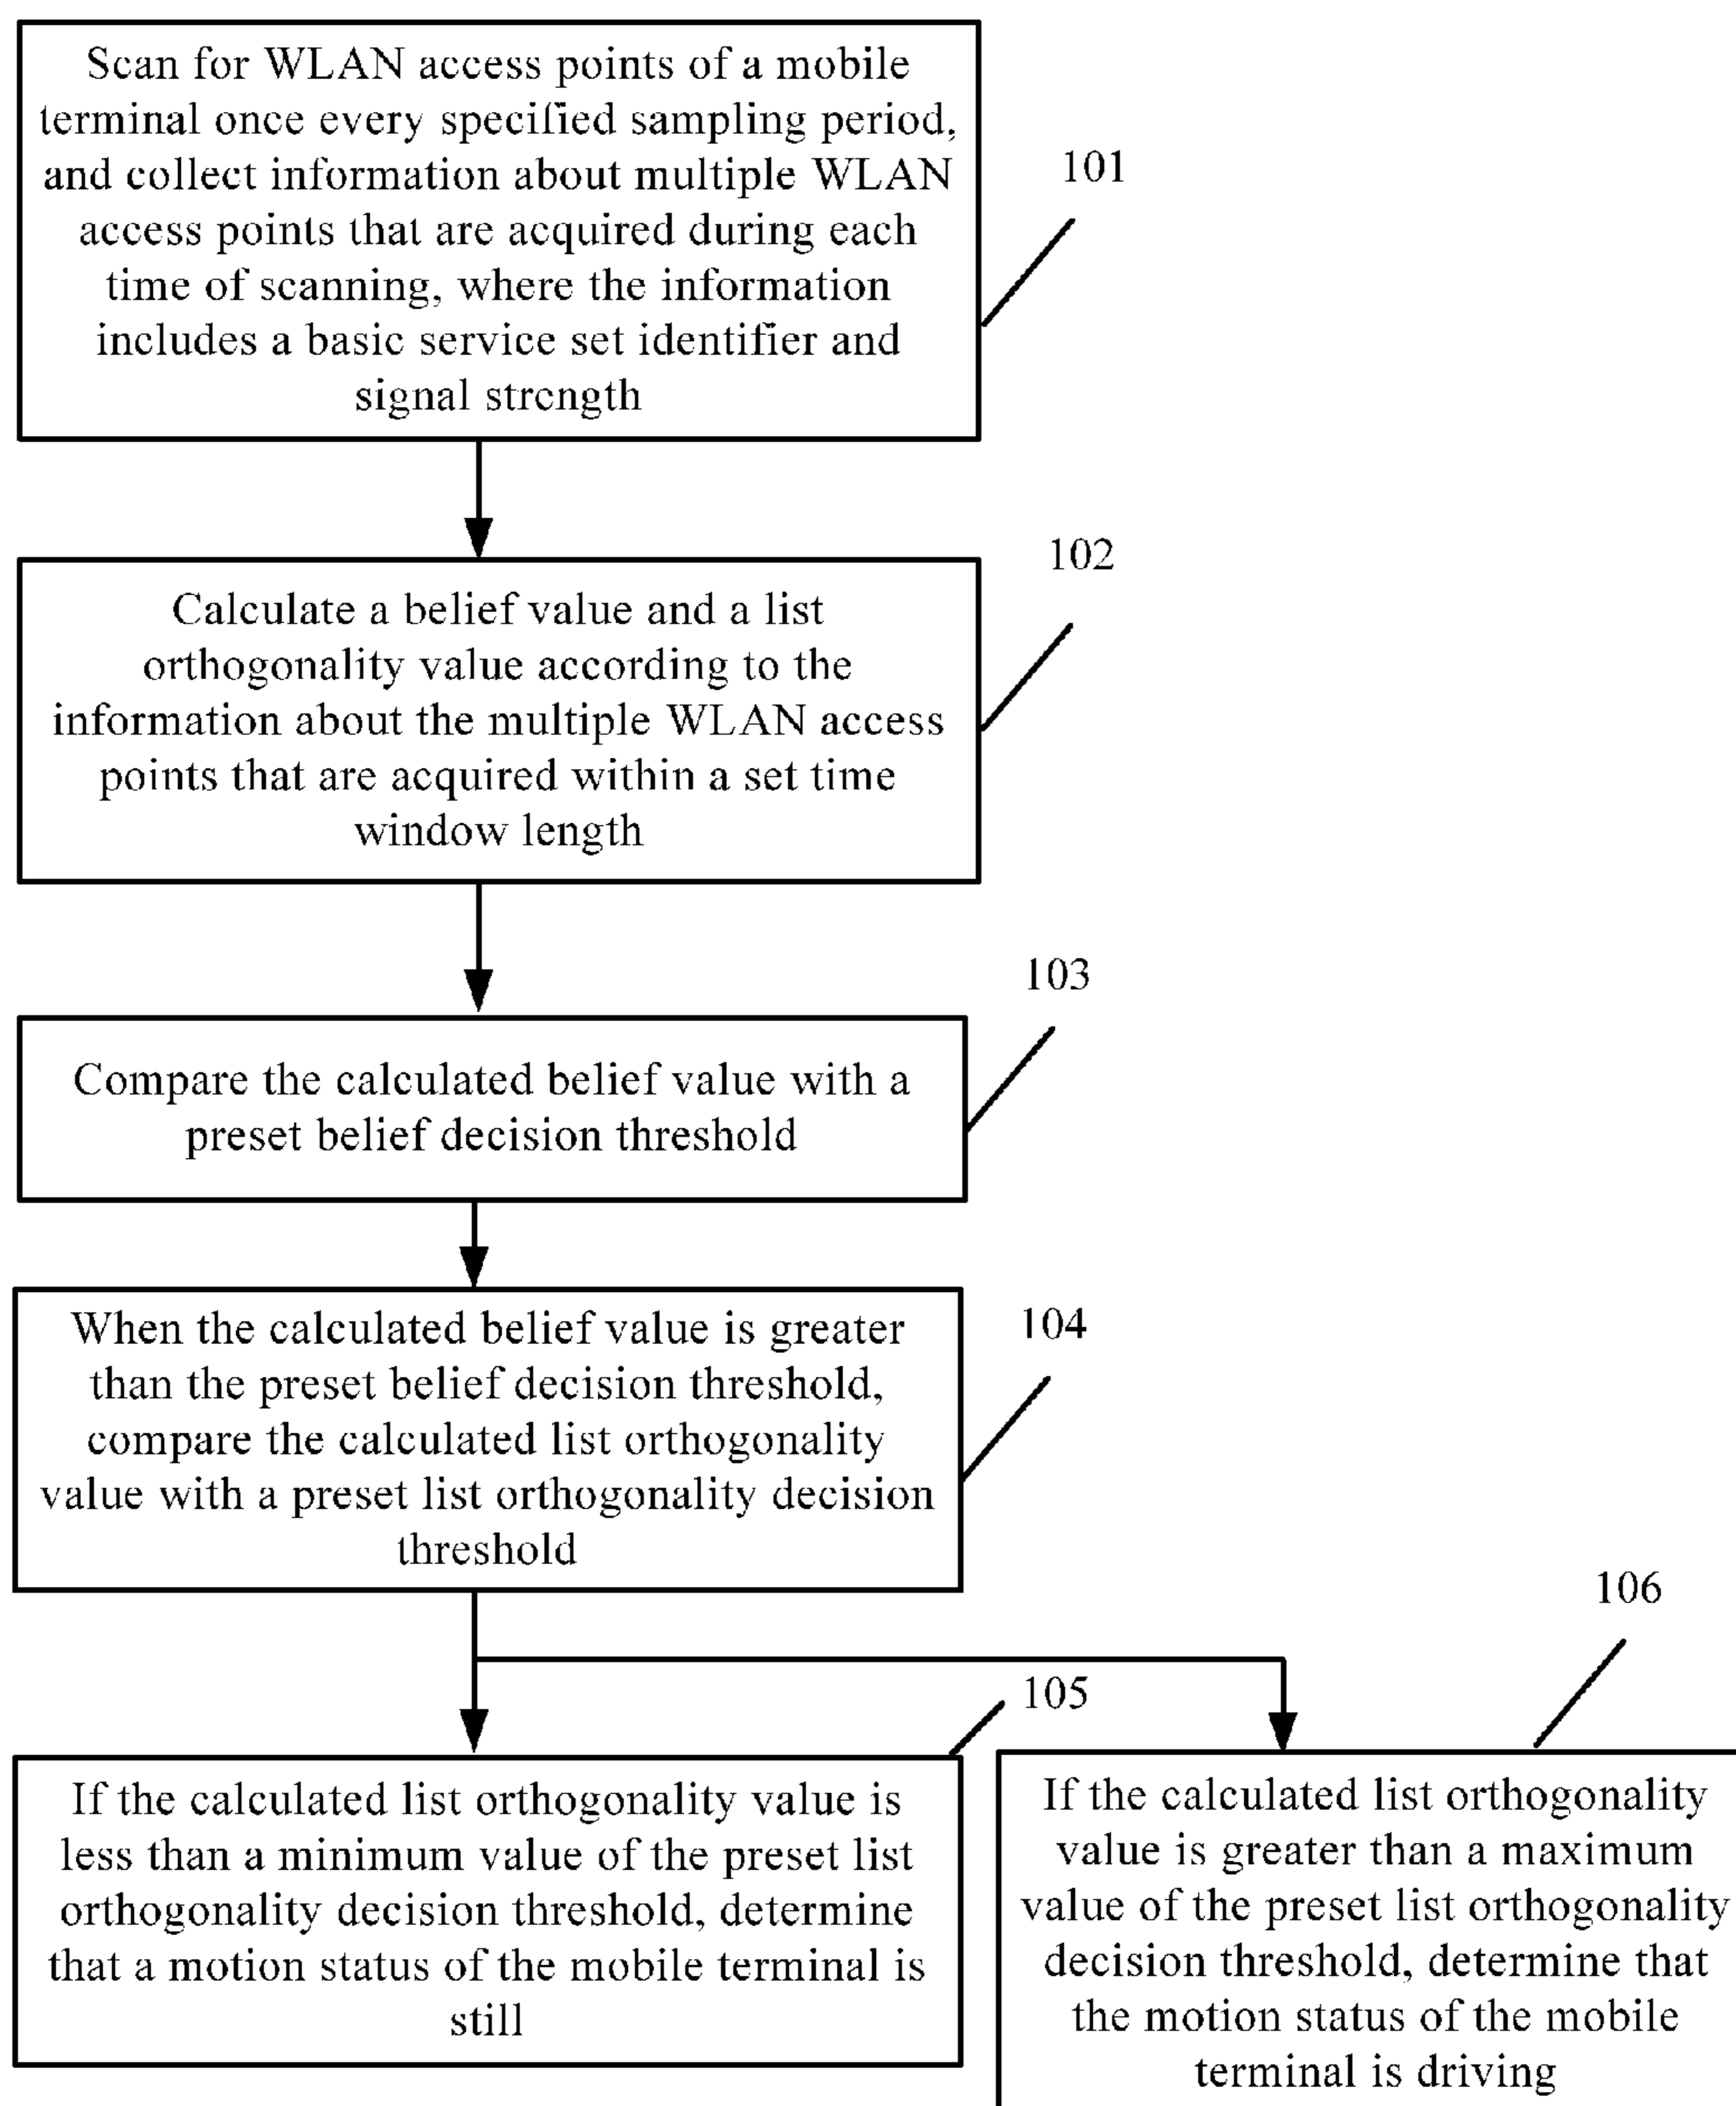 Scan for WLAN access points of a mobile
terminal once every specified sampling period,
and collect information about multiple WLAN
access points that are acquired during each
time of scanning, where the information
includes a basic service set identifier and
signal strength
101
Calculate a belief value and a list
orthogonality value according to the
information about the multiple WLAN access
points that are acquired within a set time
window length
102
Compare the calculated belief value with a
preset belief decision threshold
103
When the calculated belief value is greater
than the preset belief decision threshold,
compare the calculated list orthogonality
value with a preset list orthogonality decision
threshold
104
If the calculated list orthogonality value is
less than a minimum value of the preset list
orthogonality decision threshold, determine
that a motion status of the mobile terminal is
still
105
If the calculated list orthogonality
value is greater than a maximum
value of the preset list orthogonality
decision threshold, determine that
the motion status of the mobile
terminal is driving
106